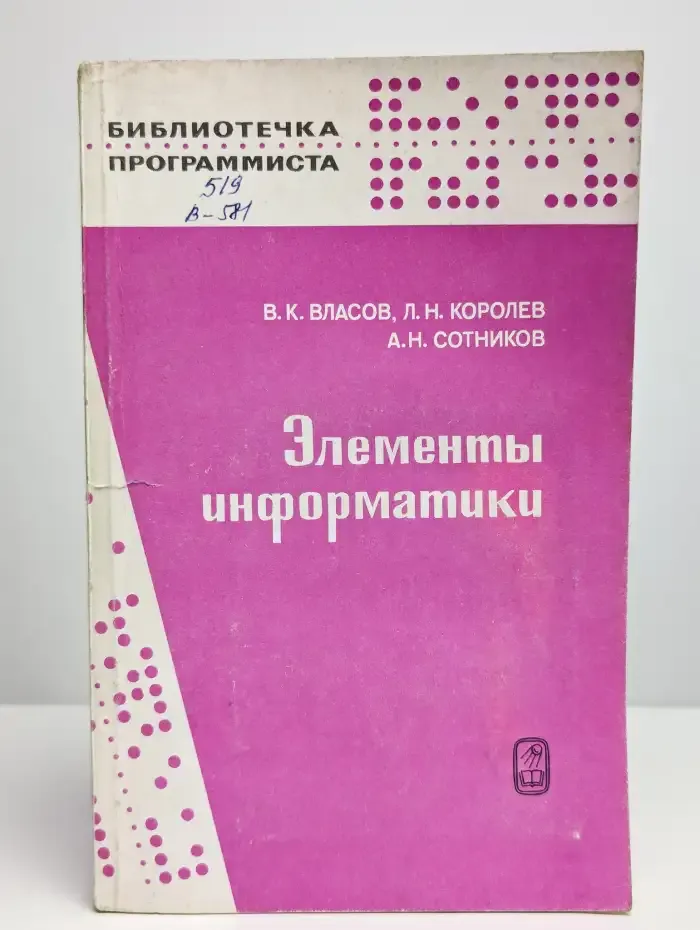 БИБЛИОТЕЧКА
ПРОГРАММИСТА
519
В-581
В.К. ВЛАСОВ, Л.Н. КОРОЛЕВ
А.Н. СОТНИКОВ
Элементы
информатики